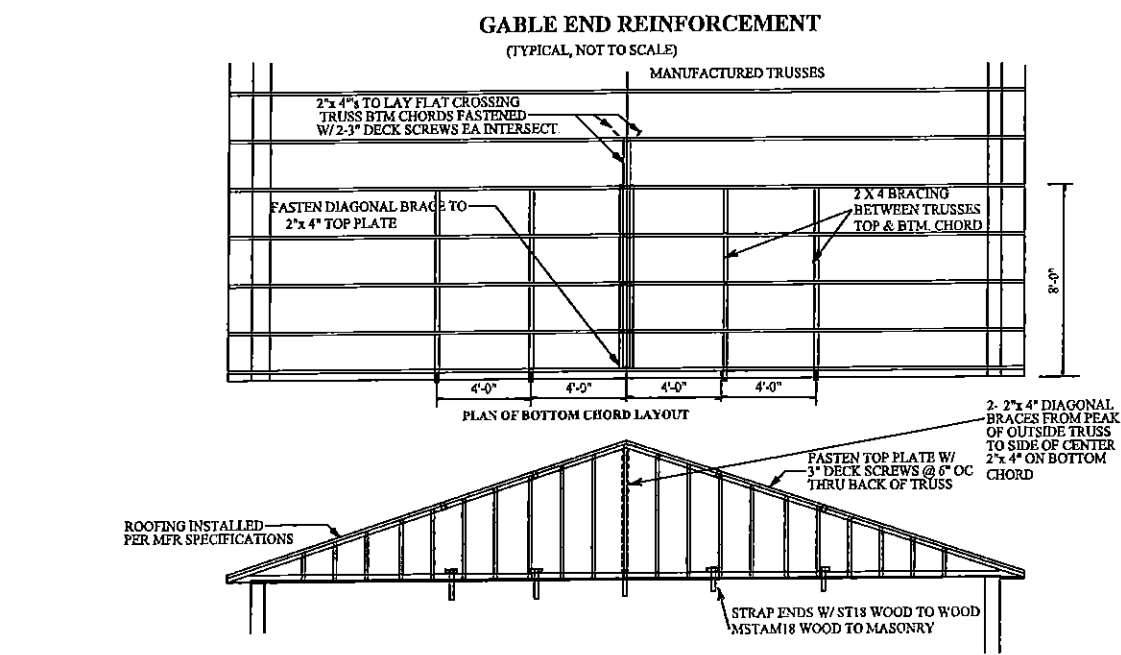 GABLE END REINFORCEMENT
(TYPICAL, NOT TO SCALE)
MANUFACTURED TRUSSES
2"x 4"'s TO LAY FLAT CROSSING
TRUSS BTM CHORDS FASTENED
W/ 2-3" DECK SCREWS EA INTERSECT.
FASTEN DIAGONAL BRACE TO
2"x 4" TOP PLATE
2 X 4 BRACING
BETWEEN TRUSSES
TOP & BTM. CHORD
8'-0"
4'-0"
4'-0"
4'-0"
4'-0"
PLAN OF BOTTOM CHORD LAYOUT
2- 2"x 4" DIAGONAL
BRACES FROM PEAK
OF OUTSIDE TRUSS
TO SIDE OF CENTER
2"x 4" ON BOTTOM
CHORD
FASTEN TOP PLATE W/
3" DECK SCREWS @ 6" OC
THRU BACK OF TRUSS
ROOFING INSTALLED
PER MFR SPECIFICATIONS
STRAP ENDS W/ ST18 WOOD TO WOOD
MSTAM18 WOOD TO MASONRY